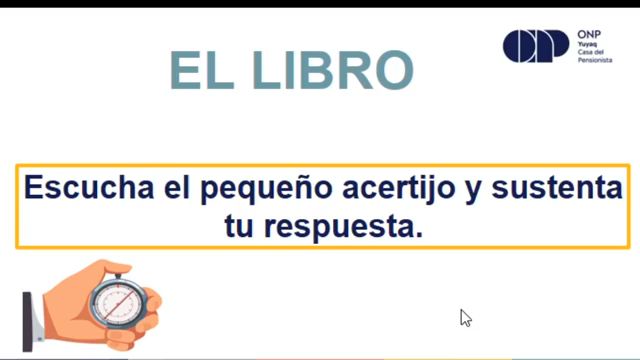 EL LIBRO
ONP
Yuyaq
Casa del
Pensionista
Escucha el pequeño acertijo y sustenta
tu respuesta.